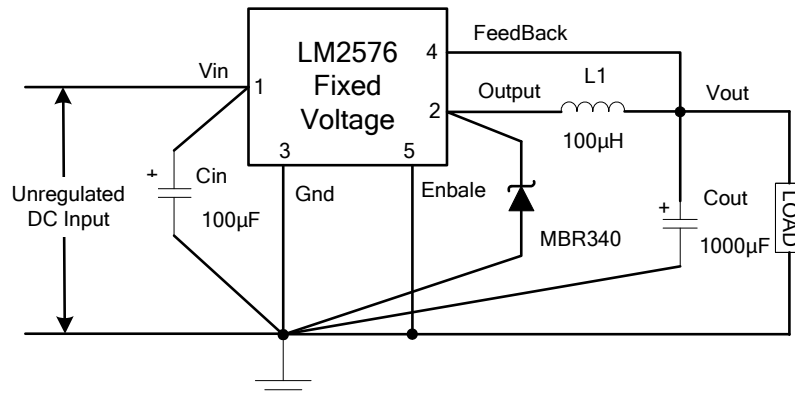 LM2576
Fixed
Voltage
1
4
2
3
5
Vin
FeedBack
Output
L1
100µH
Vout
Unregulated
DC Input
+
Cin
100µF
Gnd
Enbale
MBR340
+
Cout
1000µF
LOAD